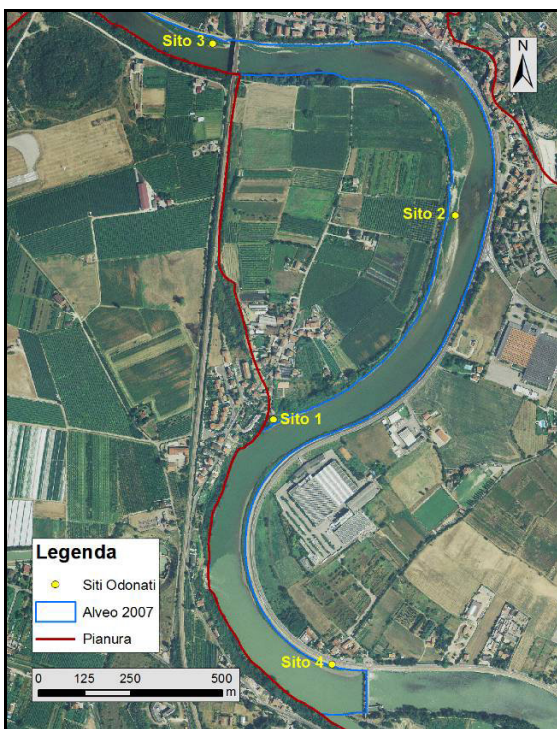 Sito 3
N
Sito 2
Sito 1
Legenda
Siti Odonati
Alveo 2007
Pianura
0 125 250 500
m
Sito 4